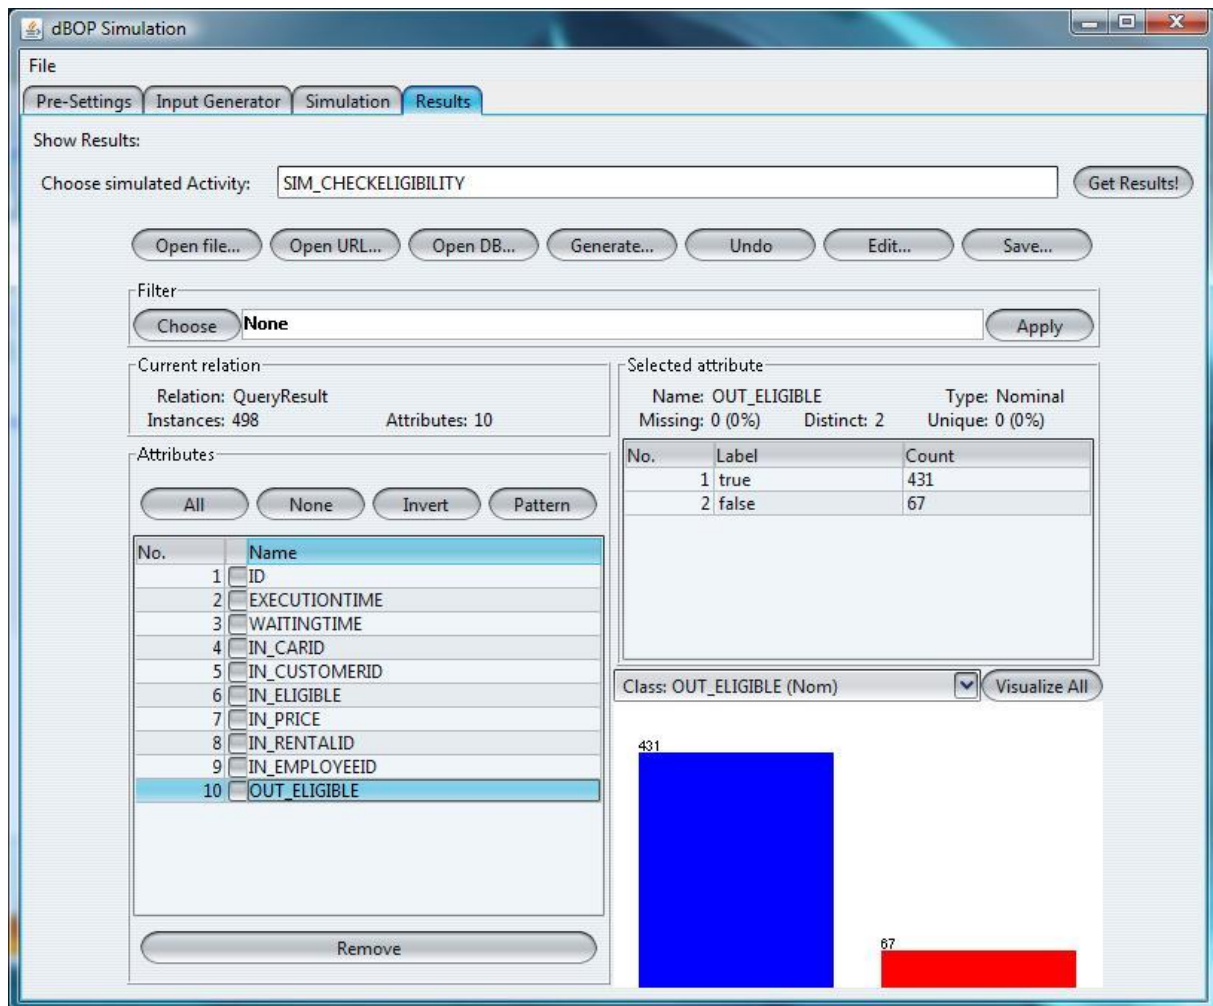 dBOP Simulation
File
Pre-Settings Input Generator Simulation Results
Show Results:
Choose simulated Activity: SIM_CHECKELIGIBILITY Get Results!
Open file... Open URL... Open DB... Generate... Undo Edit... Save...
Filter
Choose None Apply
Current relation
Relation: QueryResult
Instances: 498 Attributes: 10
Attributes
All None Invert Pattern
No. Name
1 ID
2 EXECUTIONTIME
3 WAITINGTIME
4 IN_CARID
5 IN_CUSTOMERID
6 IN_ELIGIBLE
7 IN_PRICE
8 IN_RENTALID
9 IN_EMPLOYEEID
10 OUT_ELIGIBLE
Remove
Selected attribute
Name: OUT_ELIGIBLE Type: Nominal
Missing: 0 (0%) Distinct: 2 Unique: 0 (0%)
No. Label Count
1 true 431
2 false 67
Class: OUT_ELIGIBLE (Nom) Visualize All
431
67